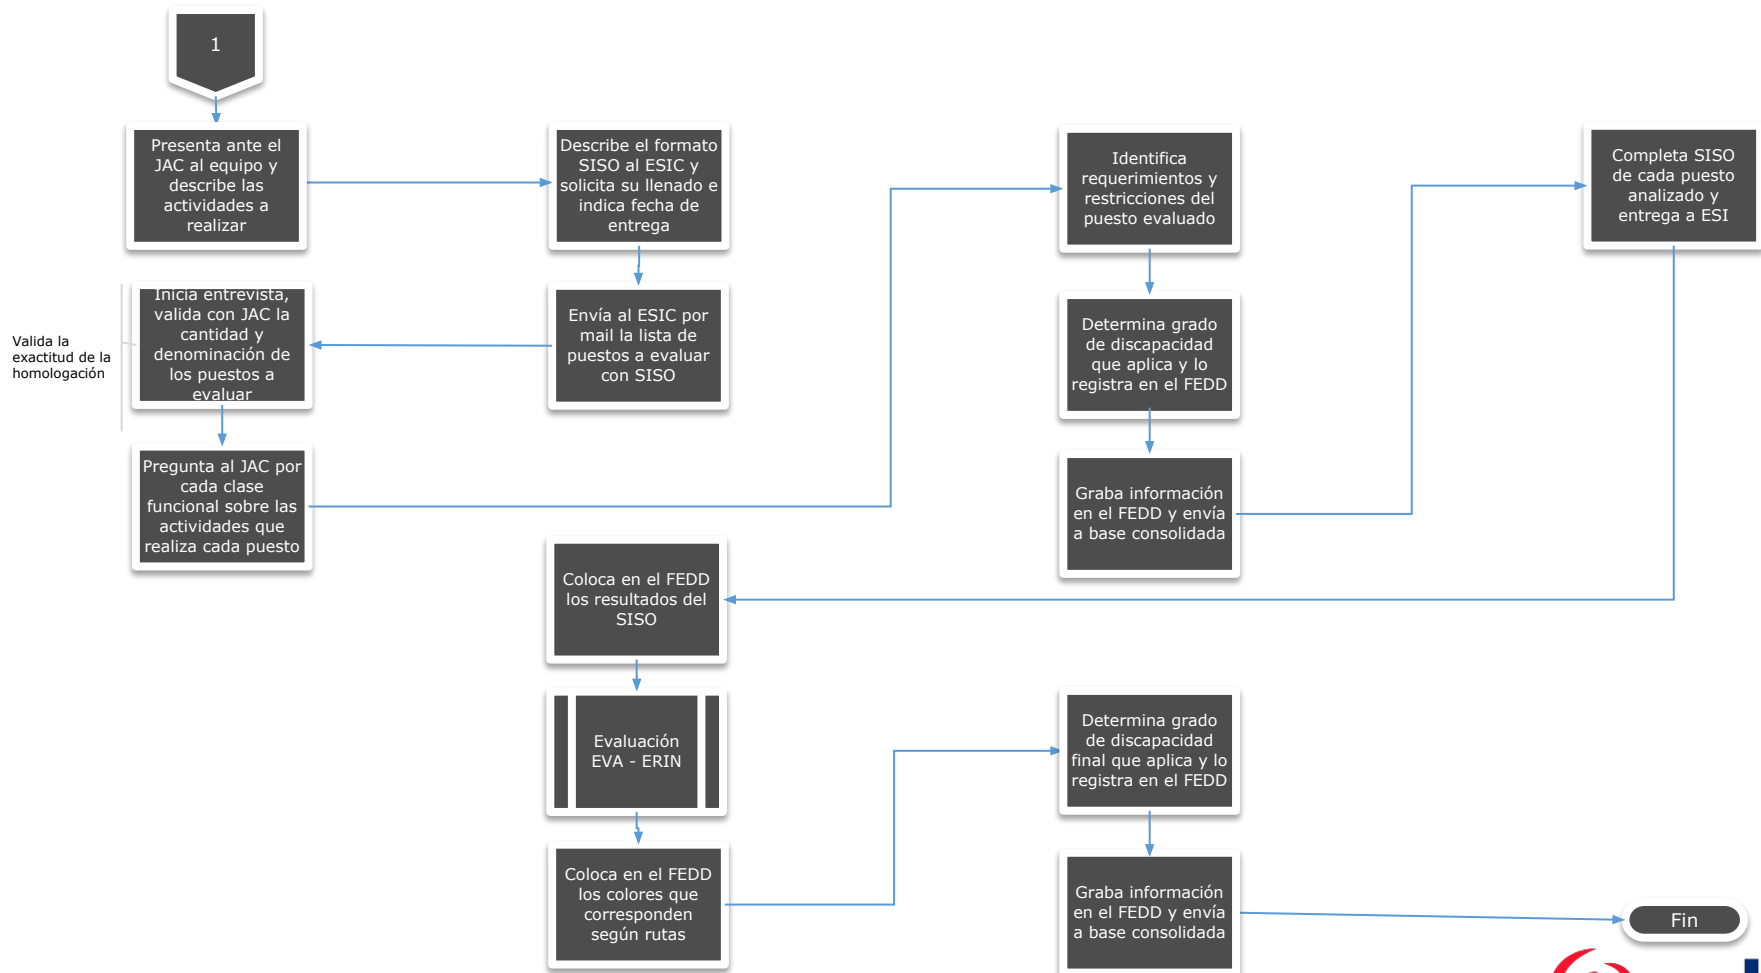 1
Presenta ante el
JAC al equipo y
describe las
actividades a
realizar
Describe el formato
SISO al ESIC y
solicita su llenado e
indica fecha de
entrega
Identifica
requerimientos y
restricciones del
puesto evaluado
Completa SISO
de cada puesto
analizado y
entrega a ESI
Valida la
exactitud de la
homologación
Inicia entrevista,
valida con JAC la
cantidad y
denominación de
los puestos a
evaluar
Envía al ESIC por
mail la lista de
puestos a evaluar
con SISO
Determina grado
de discapacidad
que aplica y lo
registra en el FEDD
Pregunta al JAC por
cada clase
funcional sobre las
actividades que
realiza cada puesto
Graba información
en el FEDD y envía
a base consolidada
Coloca en el FEDD
los resultados del
SISO
Evaluación
EVA - ERIN
Determina grado
de discapacidad
final que aplica y lo
registra en el FEDD
Coloca en el FEDD
los colores que
corresponden
según rutas
Graba información
en el FEDD y envía
a base consolidada
Fin